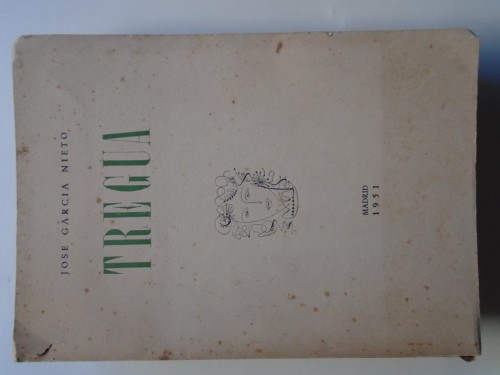 JOSE GARCIA NIETO
TREGUA
MADRID
1951